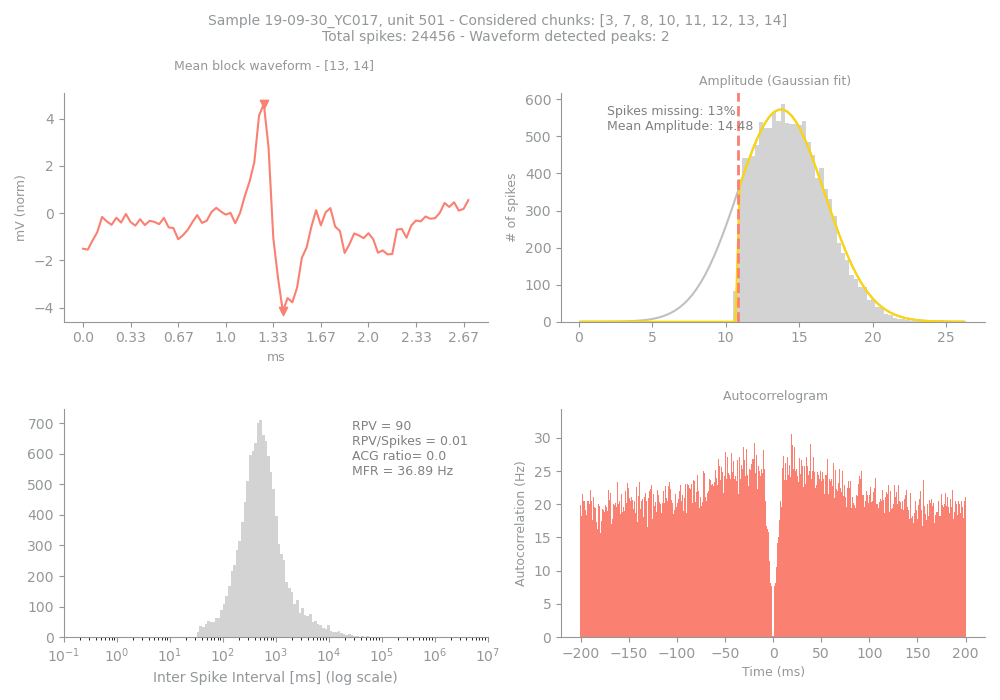 Sample 19-09-30_YC017, unit 501 - Considered chunks: [3, 7, 8, 10, 11, 12, 13, 14]
Total spikes: 24456 - Waveform detected peaks: 2
Mean block waveform - [13, 14]
mV (norm)
4
2
0
−2
−4
0.0 0.33 0.67 1.0 1.33 1.67 2.0 2.33 2.67
ms
Amplitude (Gaussian fit)
Spikes missing: 13%
Mean Amplitude: 14.48
# of spikes
600
500
400
300
200
100
0
0 5 10 15 20 25
700
600
500
400
300
200
100
0
RPV = 90
RPV/Spikes = 0.01
ACG ratio= 0.0
MFR = 36.89 Hz
10⁻¹ 10⁰ 10¹ 10² 10³ 10⁴ 10⁵ 10⁶ 10⁷
Inter Spike Interval [ms] (log scale)
Autocorrelogram
Autocorrelation (Hz)
30
25
20
15
10
5
0
−200 −150 −100 −50 0 50 100 150 200
Time (ms)